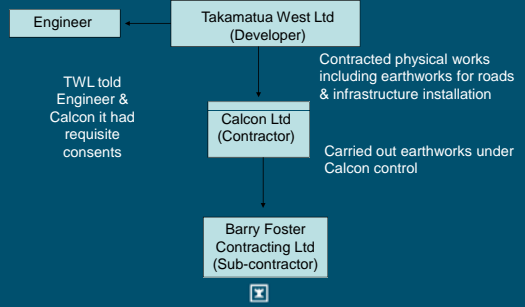 Engineer
Takamatua West Ltd
(Developer)
TWL told
Engineer &
Calcon it had
requisite
consents
Contracted physical works
including earthworks for roads
& infrastructure installation
Calcon Ltd
(Contractor)
Carried out earthworks under
Calcon control
Barry Foster
Contracting Ltd
(Sub-contractor)